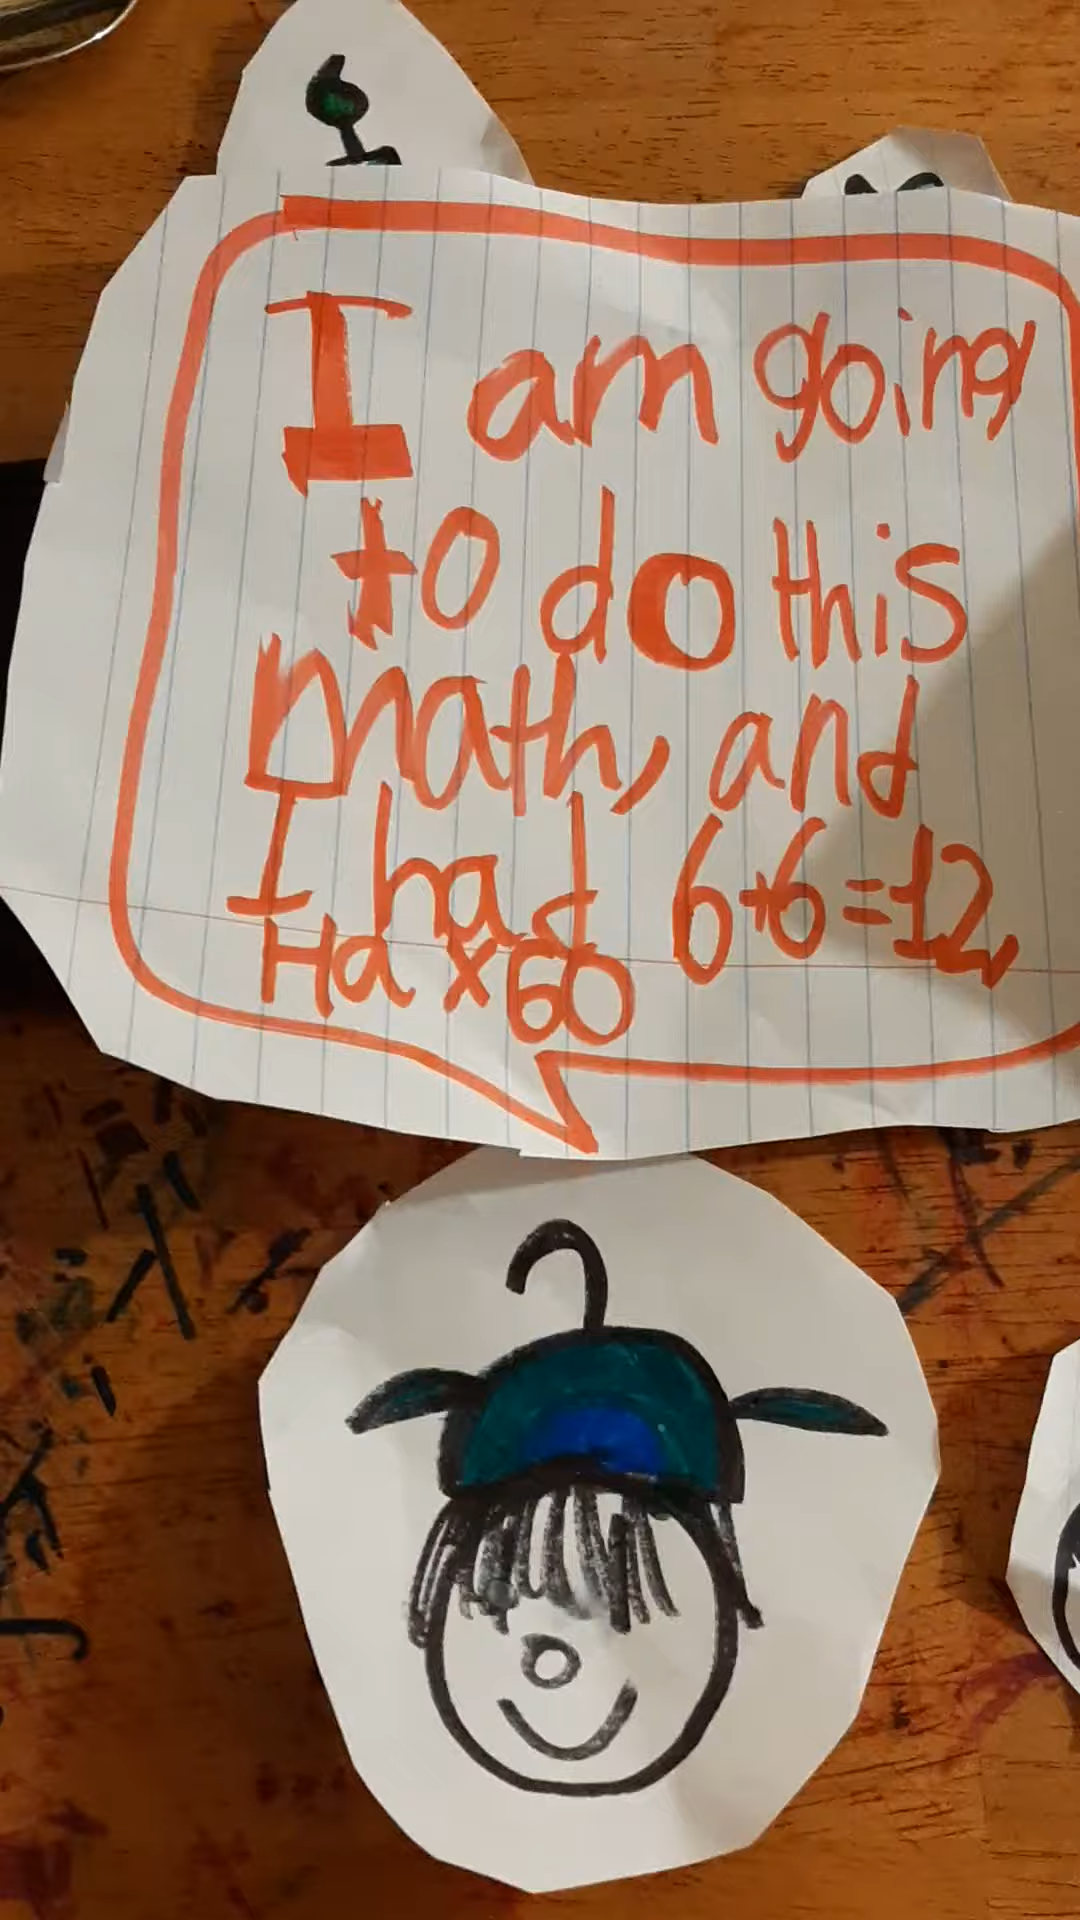 I am going
to do this
math, and
I had 6+6=12,
Ha x60